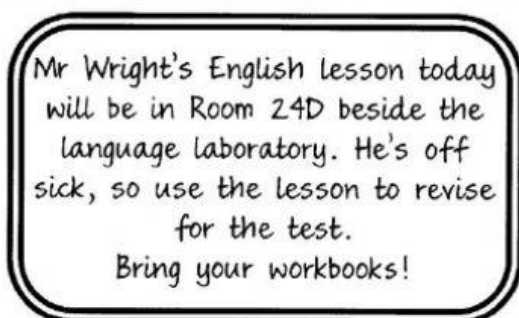 Mr Wright's English lesson today
will be in Room 24D beside the
language laboratory. He's off
sick, so use the lesson to revise
for the test.
Bring your workbooks!